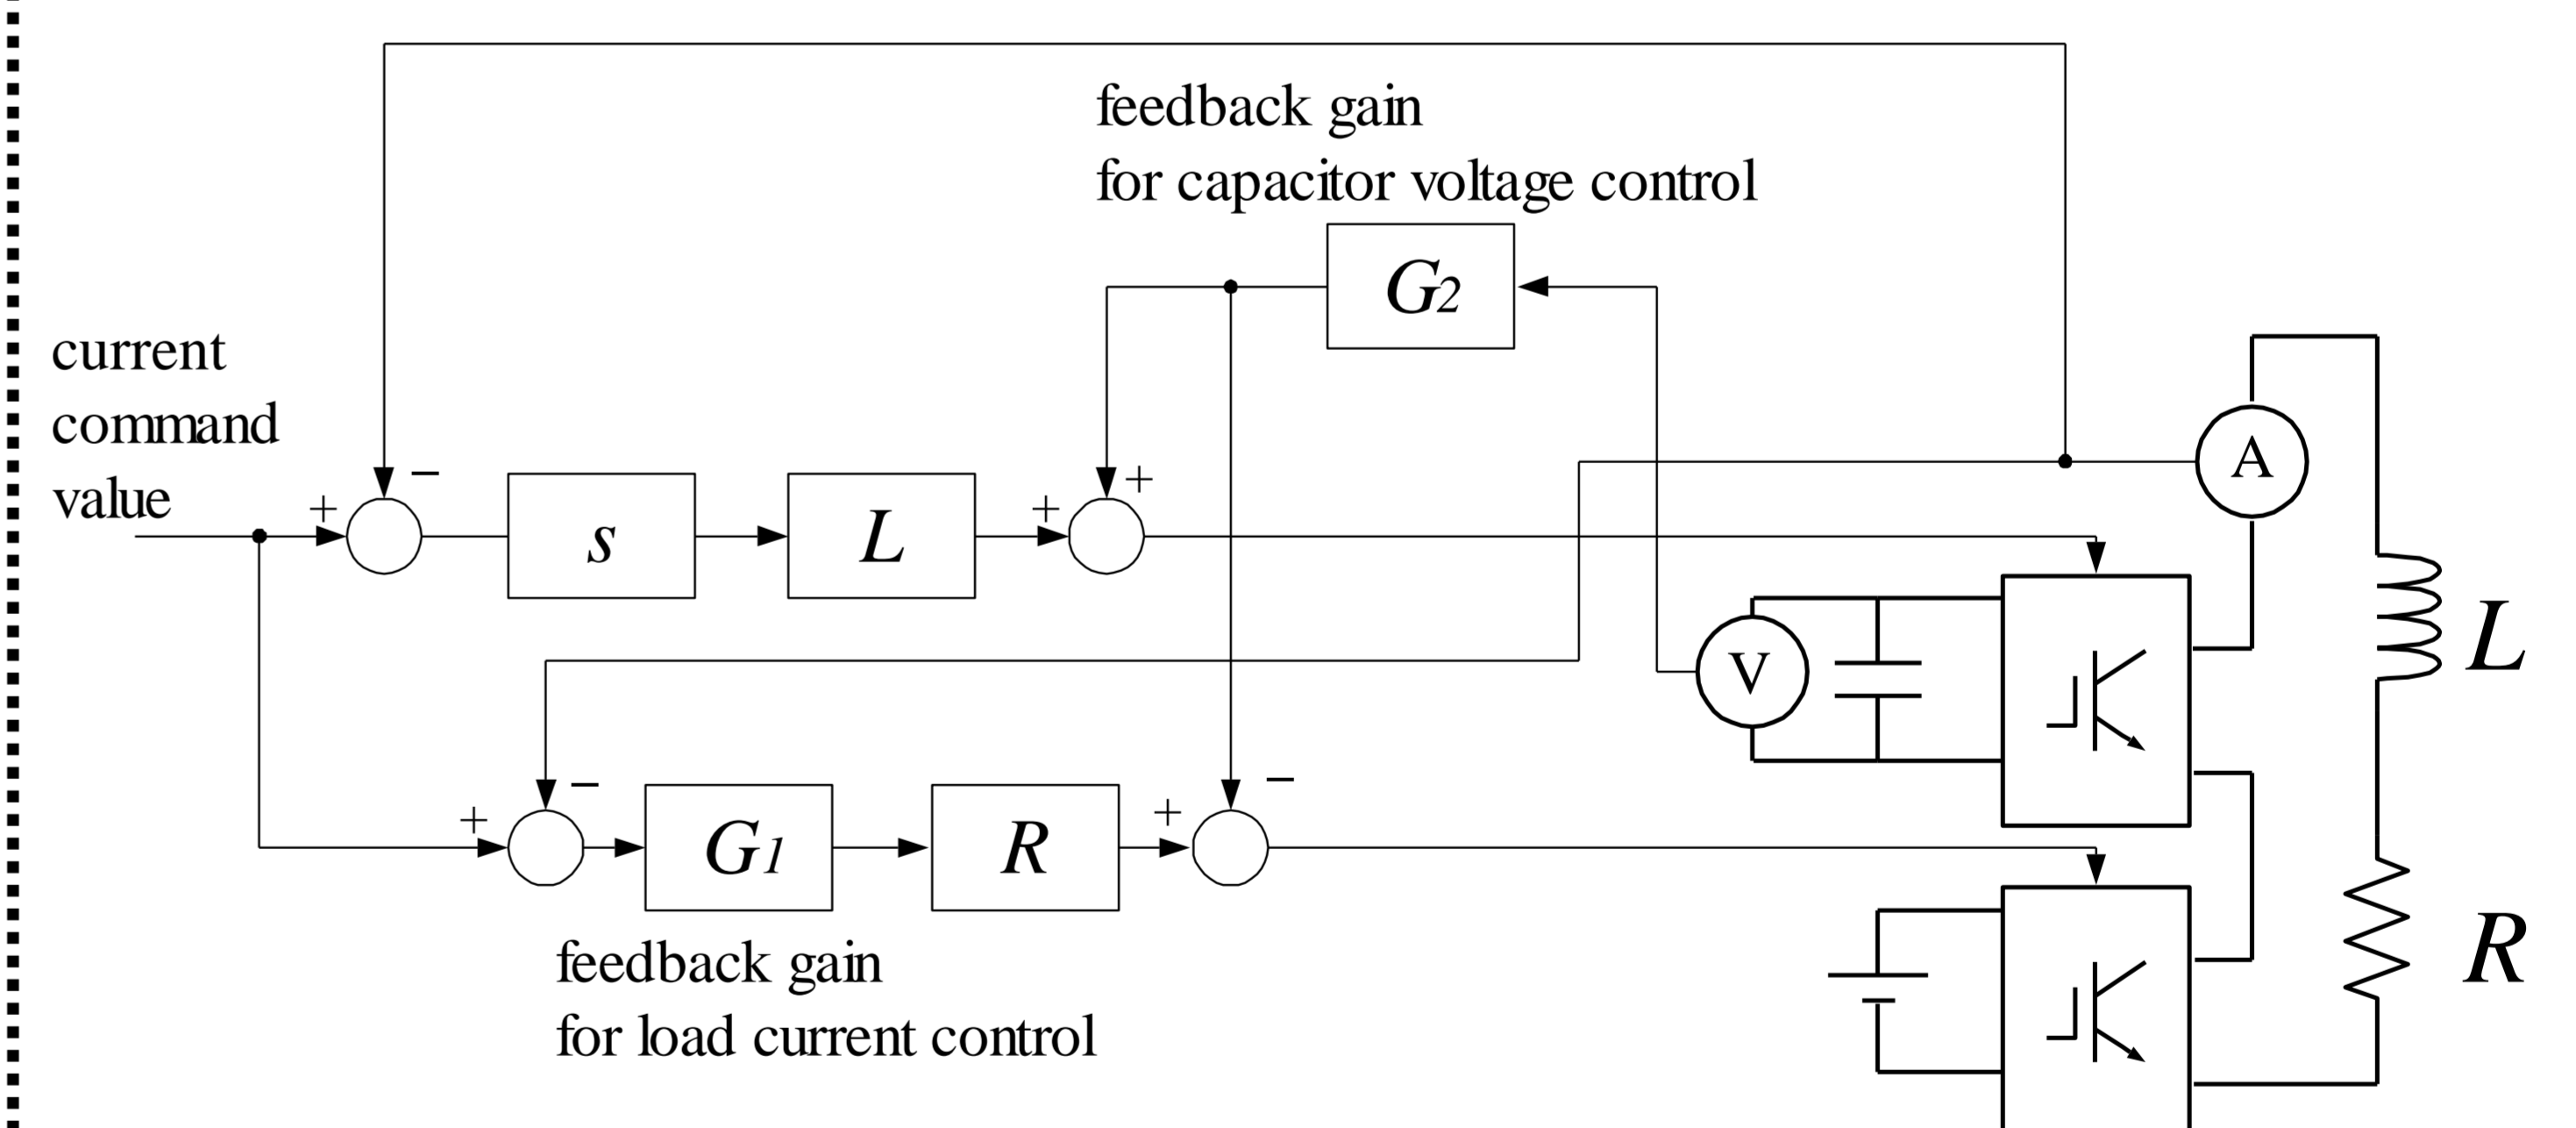 feedback gain
for capacitor voltage control
G2
current
command
value
+
−
s
L
+
+
A
V
L
+
−
G1
R
+
−
R
feedback gain
for load current control